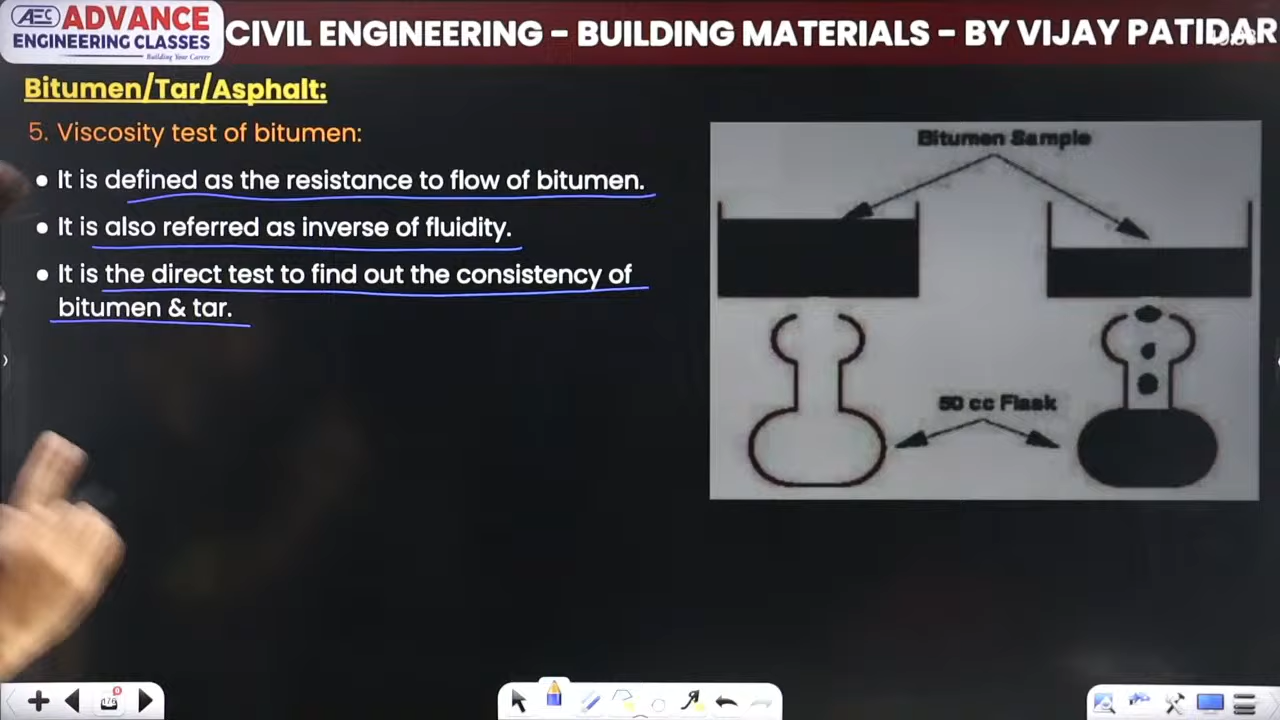 AEC ADVANCE
ENGINEERING CLASSES
Building Your Career
CIVIL ENGINEERING - BUILDING MATERIALS - BY VIJAY PATIDAR
Bitumen/Tar/Asphalt:
5. Viscosity test of bitumen:
• It is defined as the resistance to flow of bitumen.
• It is also referred as inverse of fluidity.
• It is the direct test to find out the consistency of
bitumen & tar.
Bitumen Sample
50 cc Flask
176